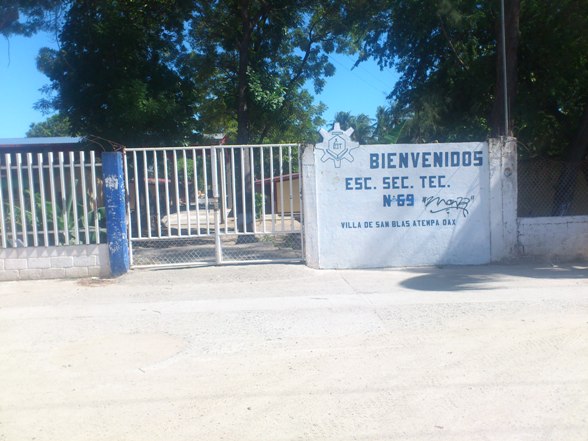 BIENVENIDOS
ESC. SEC. TEC.
Nº69
VILLA DE SAN BLAS ATEMPA OAX